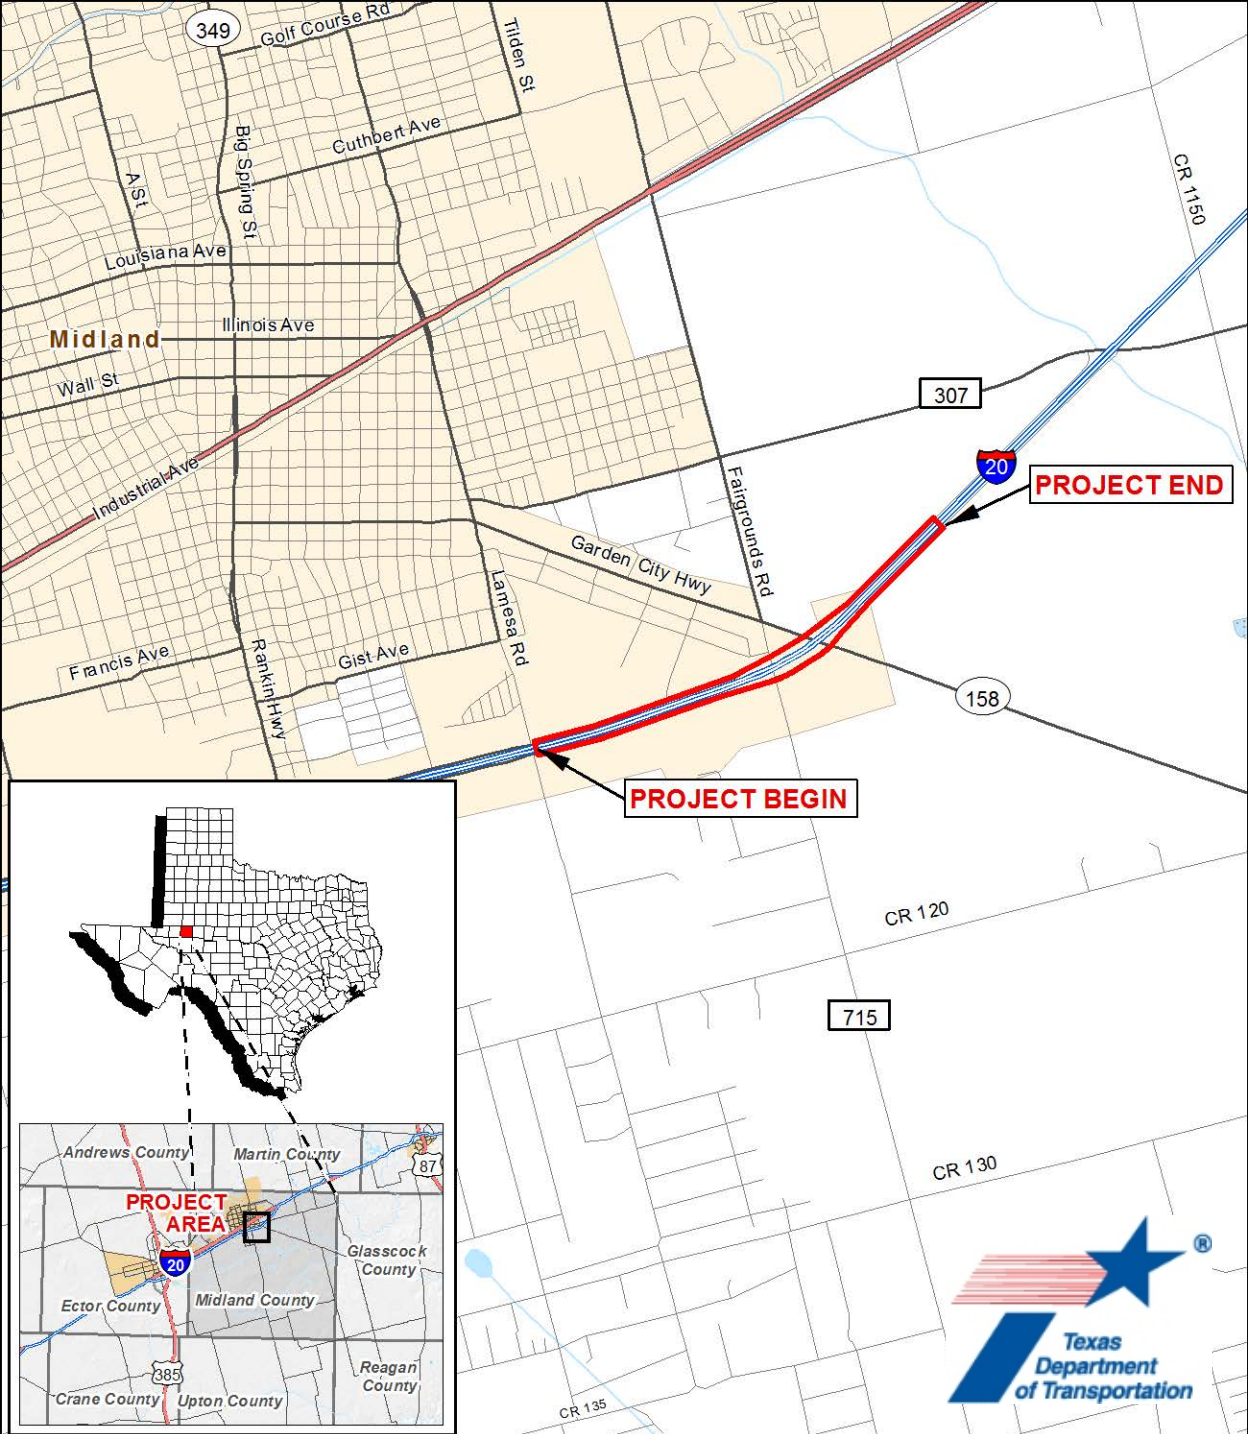 349
Golf Course Rd
Tilden St
Cuthbert Ave
Big Spring St
A St
CR 1150
Louisiana Ave
Illinois Ave
Midland
Wall St
307
Industrial Ave
20
PROJECT END
Fairgrounds Rd
Garden City Hwy
Lamesa Rd
Francis Ave
Rankin Hwy
Gist Ave
158
PROJECT BEGIN
CR 120
715
CR 130
CR 135
Andrews County
Martin County
87
PROJECT
AREA
20
Glasscock
County
Ector County
Midland County
385
Reagan
County
Crane County
Upton County
®
Texas
Department
of Transportation